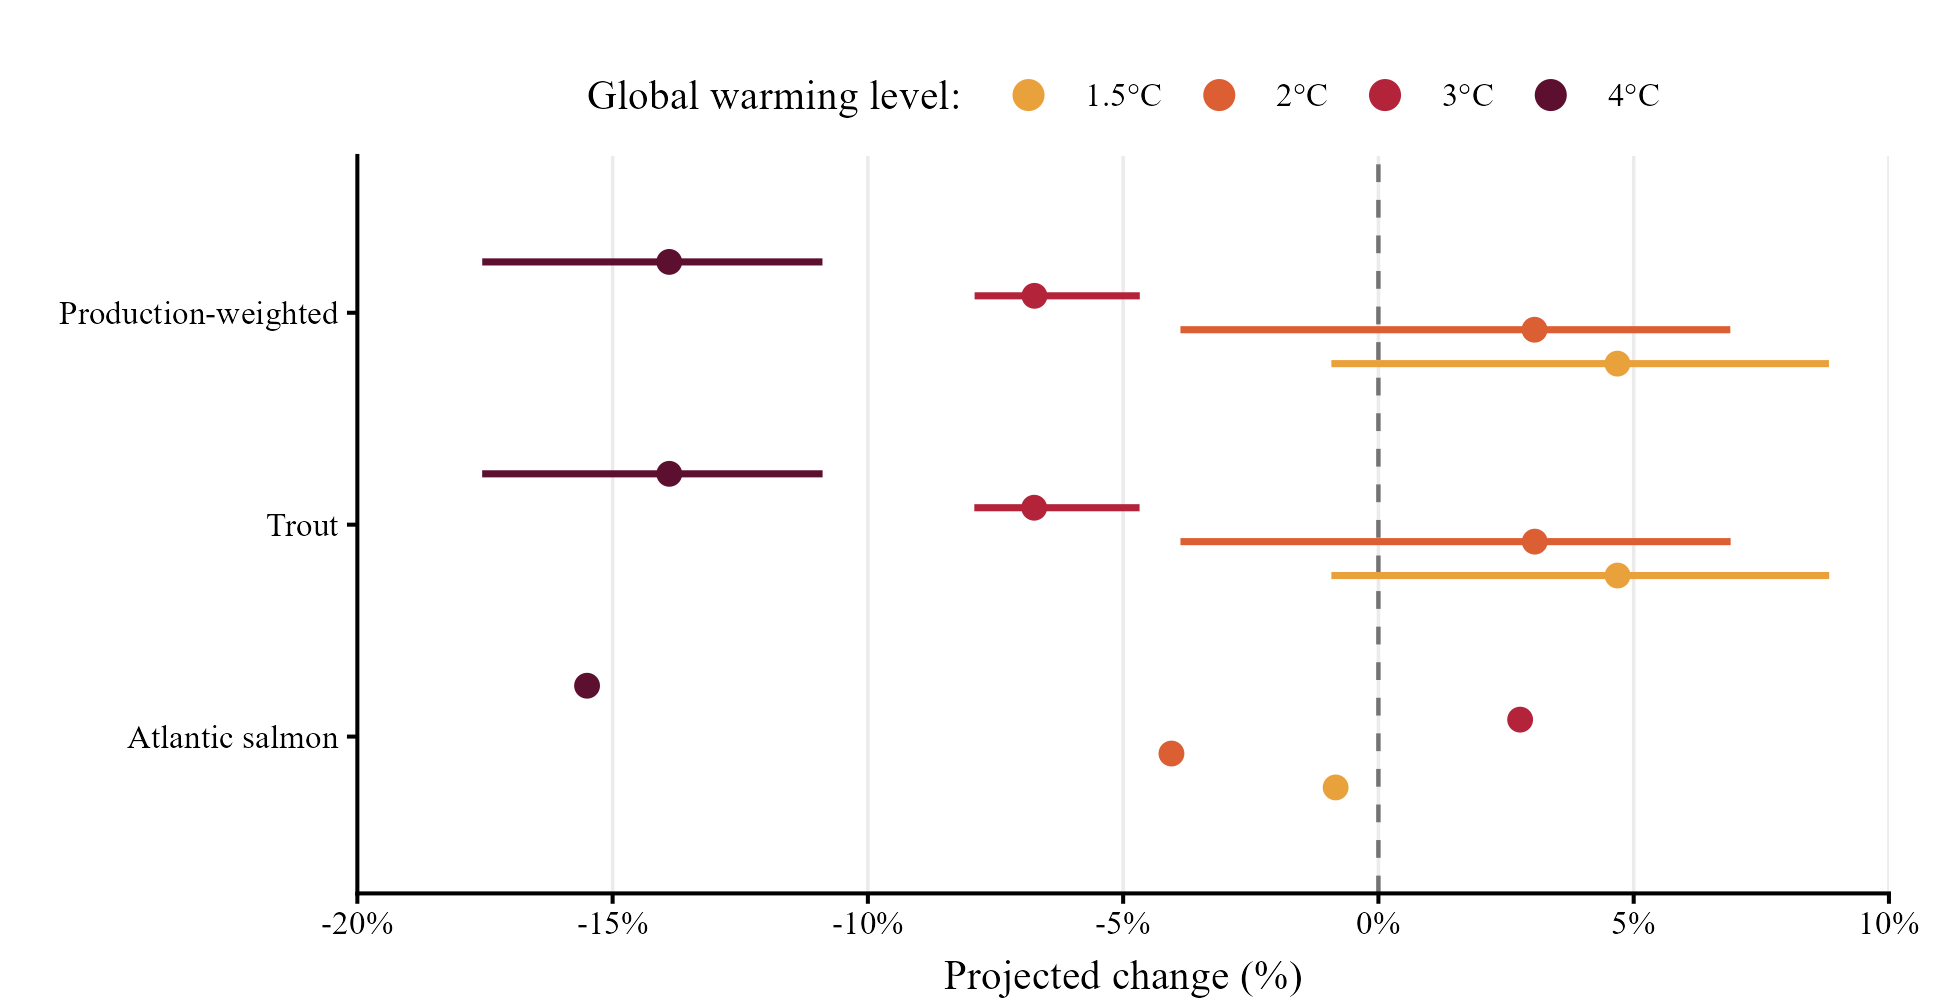 Global warming level: 1.5°C 2°C 3°C 4°C
Production-weighted
Trout
Atlantic salmon
-20% -15% -10% -5% 0% 5% 10%
Projected change (%)